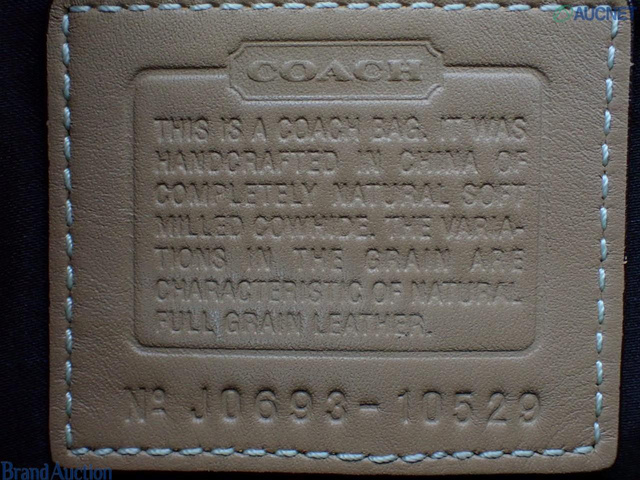 AUCNET
COACH
THIS IS A COACH BAG. IT WAS
HANDCRAFTED IN CHINA OF
COMPLETELY NATURAL SOFT
MILLED COWHIDE. THE VARIA-
TIONS IN THE GRAIN ARE
CHARACTERISTIC OF NATURAL
FULL GRAIN LEATHER.
Nº J0693-10529
Brand Auction